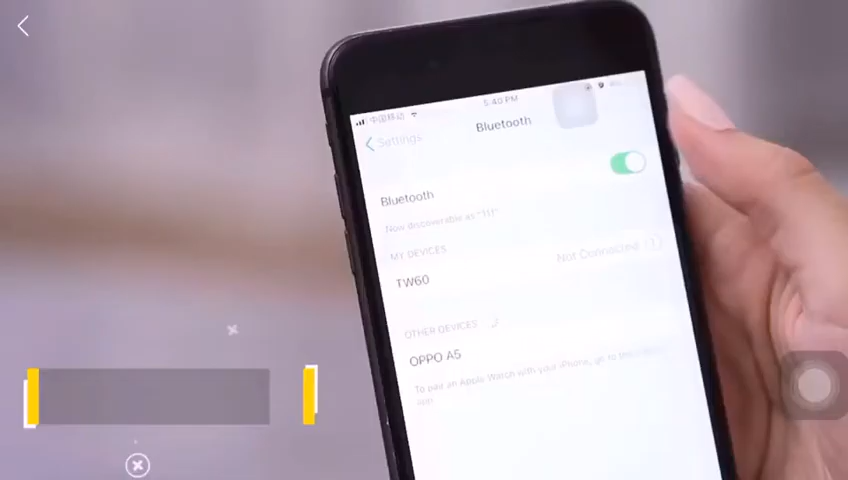 中国移动
5:40 PM
Settings
Bluetooth
Bluetooth
Now discoverable as "111"
MY DEVICES
TW60
Not Connected
OTHER DEVICES
OPPO A5
To pair an Apple Watch with your iPhone, go to the
app.